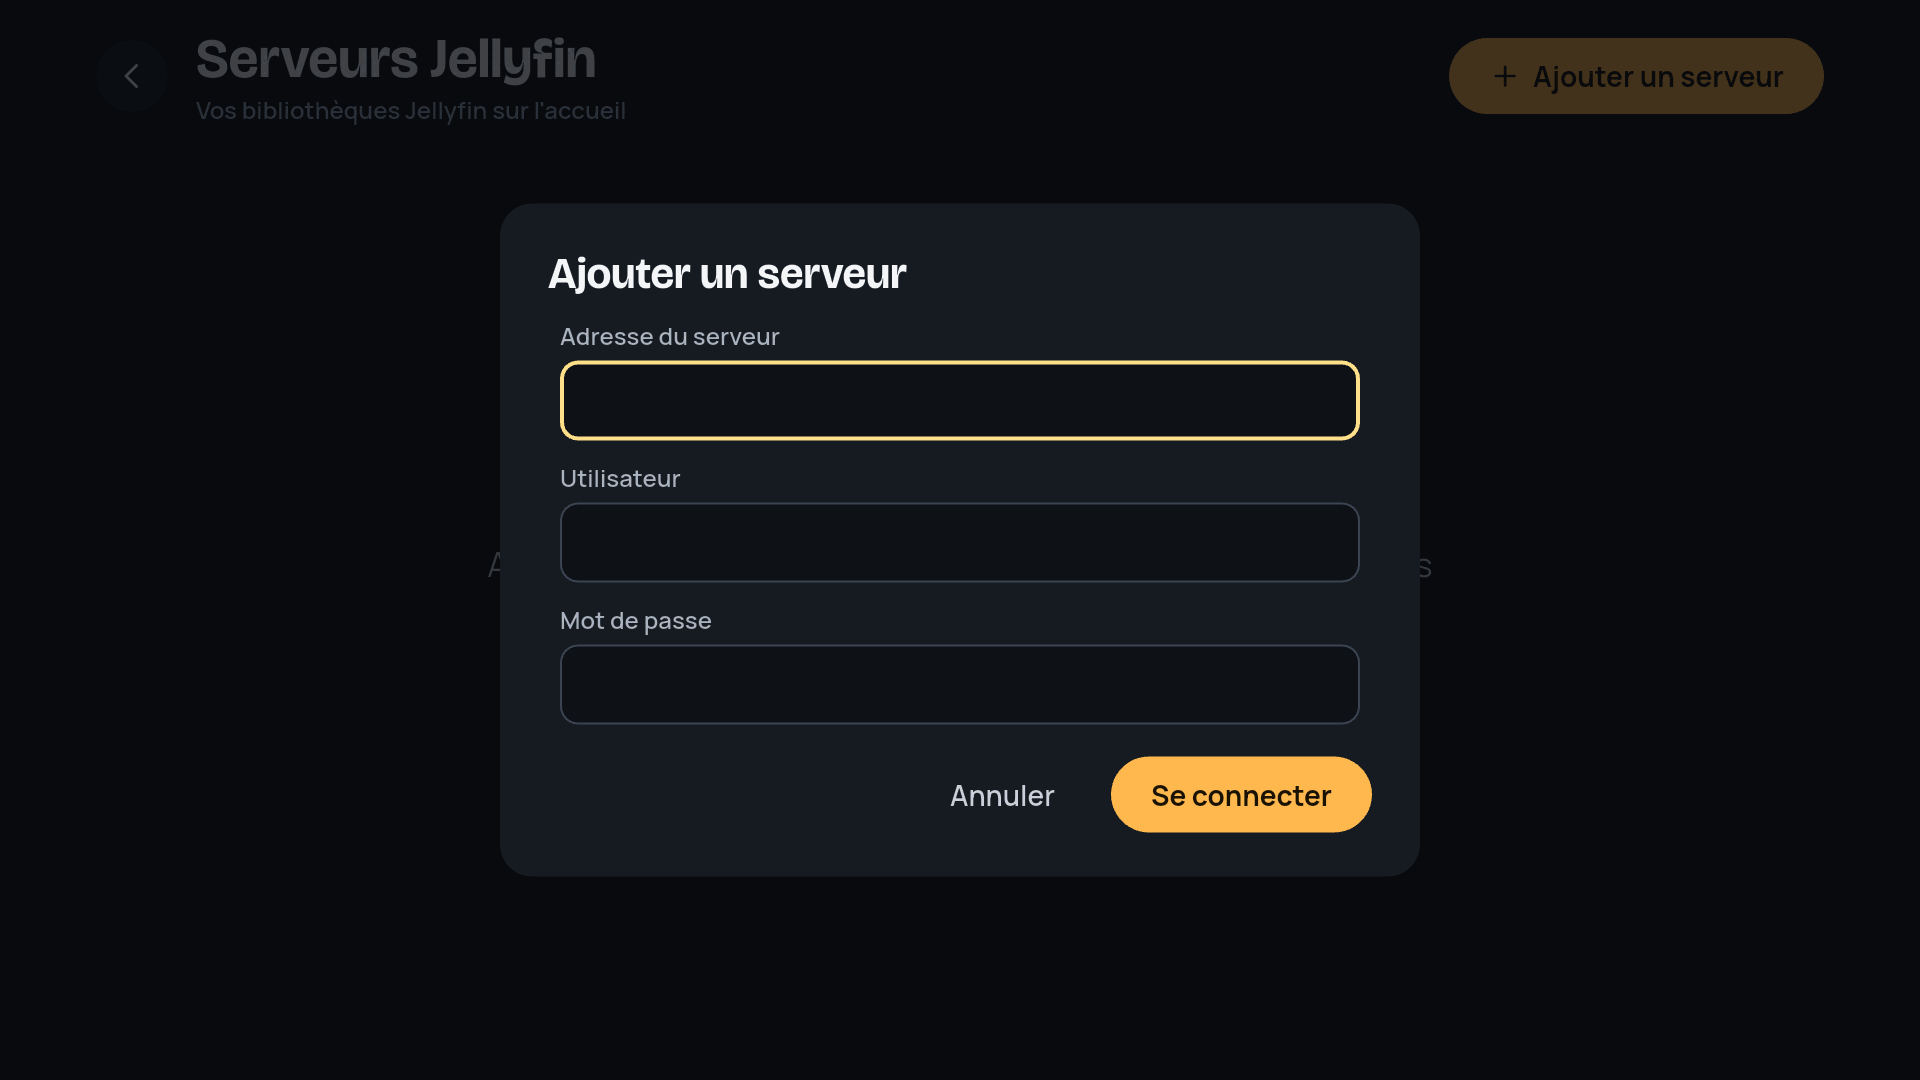 Serveurs Jellyfin
Vos bibliothèques Jellyfin sur l'accueil
Ajouter un serveur
Ajouter un serveur
Adresse du serveur
Utilisateur
Mot de passe
Annuler
Se connecter